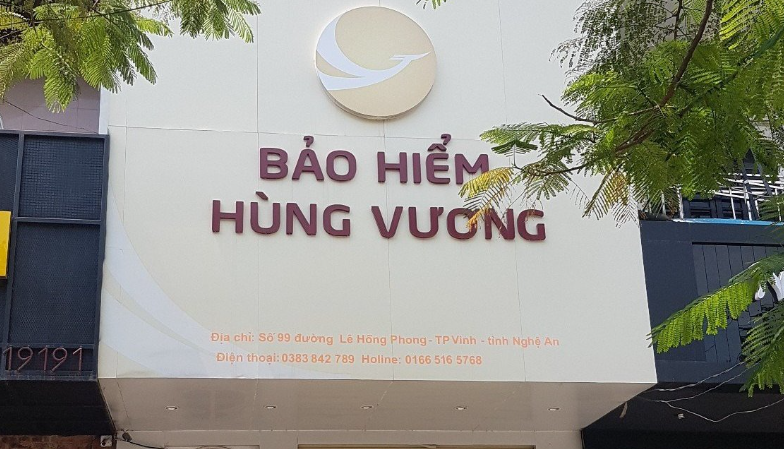 BẢO HIỂM
HÙNG VƯƠNG
Địa chỉ: Số 99 đường Lê Hồng Phong - TP Vinh - tỉnh Nghệ An
Điện thoại: 0383 842 789 Holine: 0166 516 5768
19191